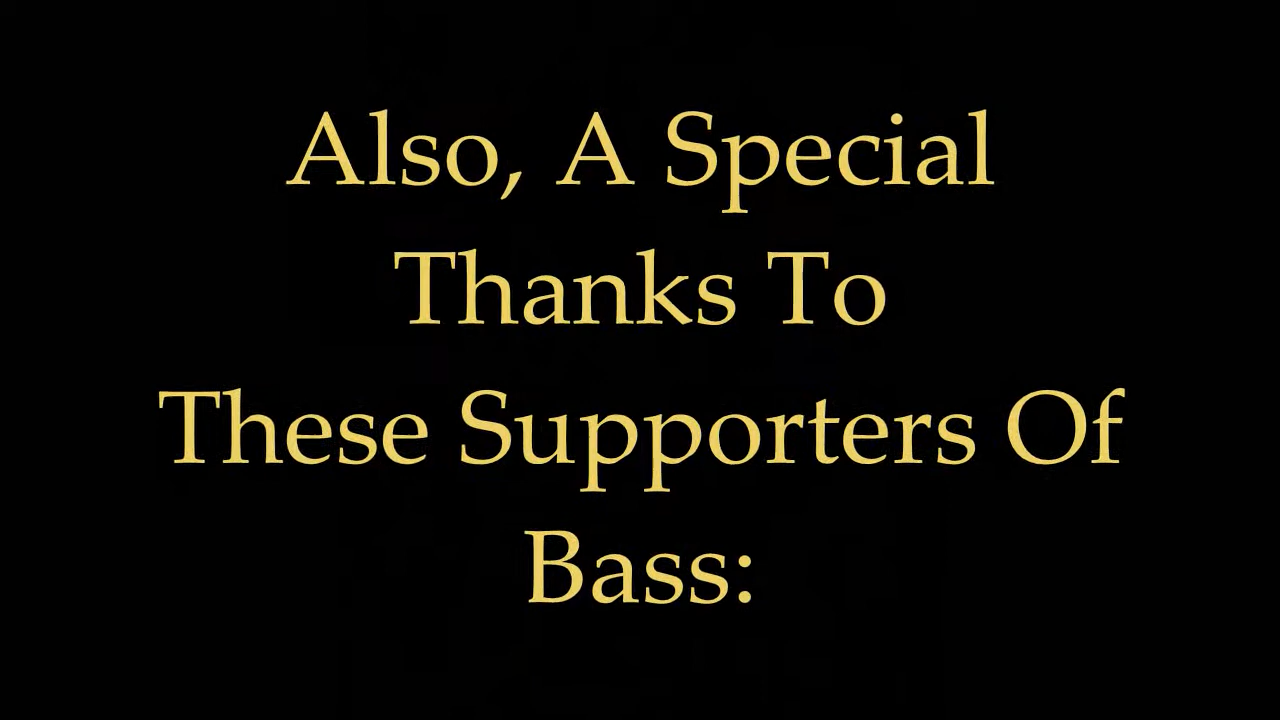 Also, A Special
Thanks To
These Supporters Of
Bass: